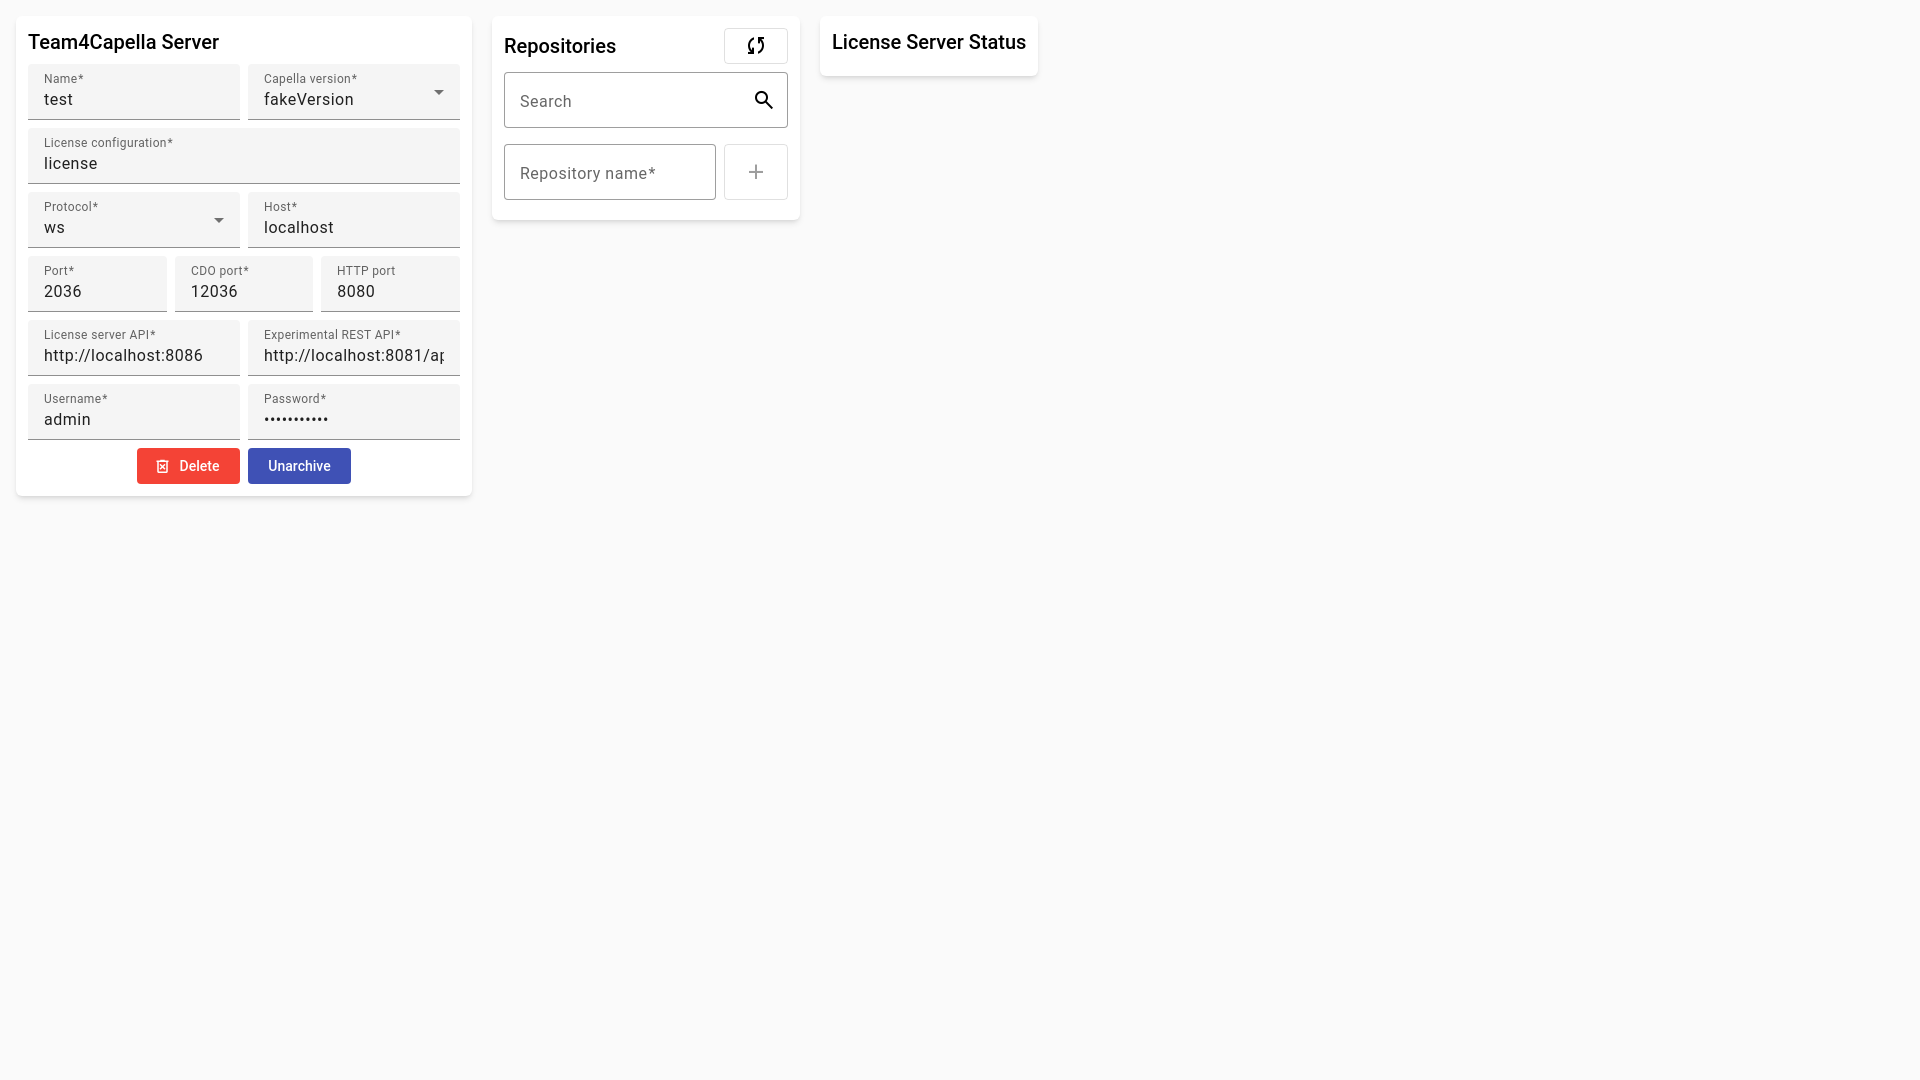 Team4Capella Server
Name*
test
Capella version*
fakeVersion
License configuration*
license
Protocol*
ws
Host*
localhost
Port*
2036
CDO port*
12036
HTTP port
8080
License server API*
http://localhost:8086
Experimental REST API*
http://localhost:8081/ap
Username*
admin
Password*
•••••••••••
Delete
Unarchive
Repositories
Search
Repository name*
License Server Status